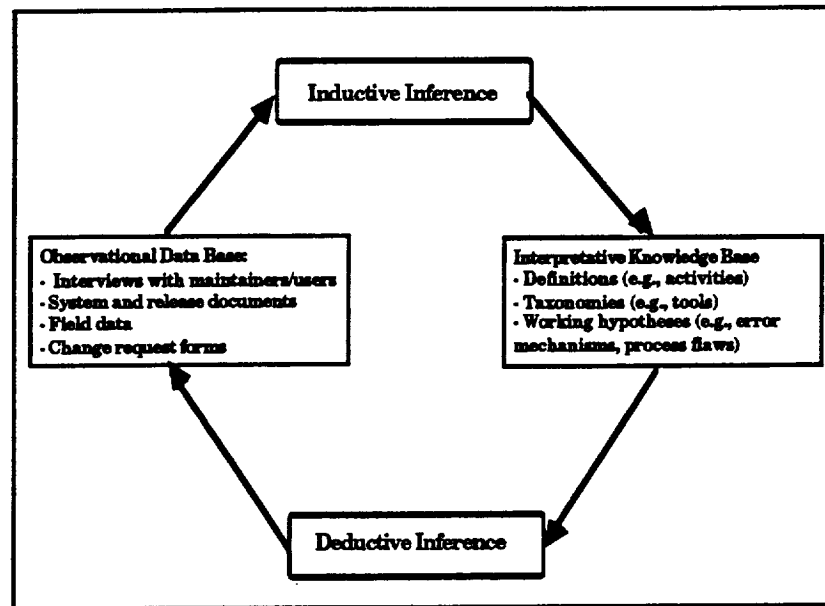 Inductive Inference
Observational Data Base:
- Interviews with maintainers/users
- System and release documents
- Field data
- Change request forms
Interpretative Knowledge Base
- Definitions (e.g., activities)
- Taxonomies (e.g., tools)
- Working hypotheses (e.g., error
mechanisms, process flaws)
Deductive Inference